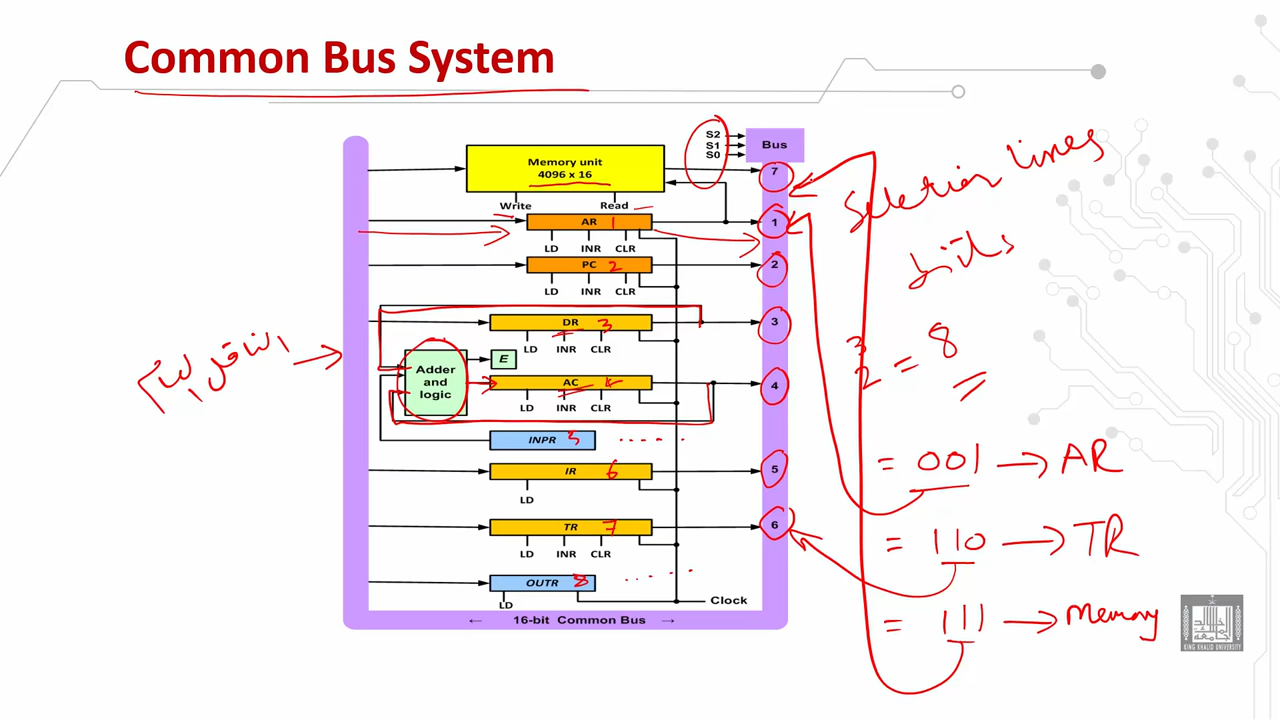 Common Bus System
S2
S1
S0
Bus
Memory unit
4096 x 16
7
Write
Read
AR 1
1
LD INR CLR
PC 2
2
LD INR CLR
DR 3
3
LD INR CLR
Adder
and
logic
E
AC 4
4
LD INR CLR
INPR 5
IR 6
5
LD
TR 7
6
LD INR CLR
OUTR 8
LD
Clock
← 16-bit Common Bus →
Selection lines
bits
2³ = 8
= 001 → AR
= 110 → TR
= 111 → Memory
الناقل
KING KHALID UNIVERSITY